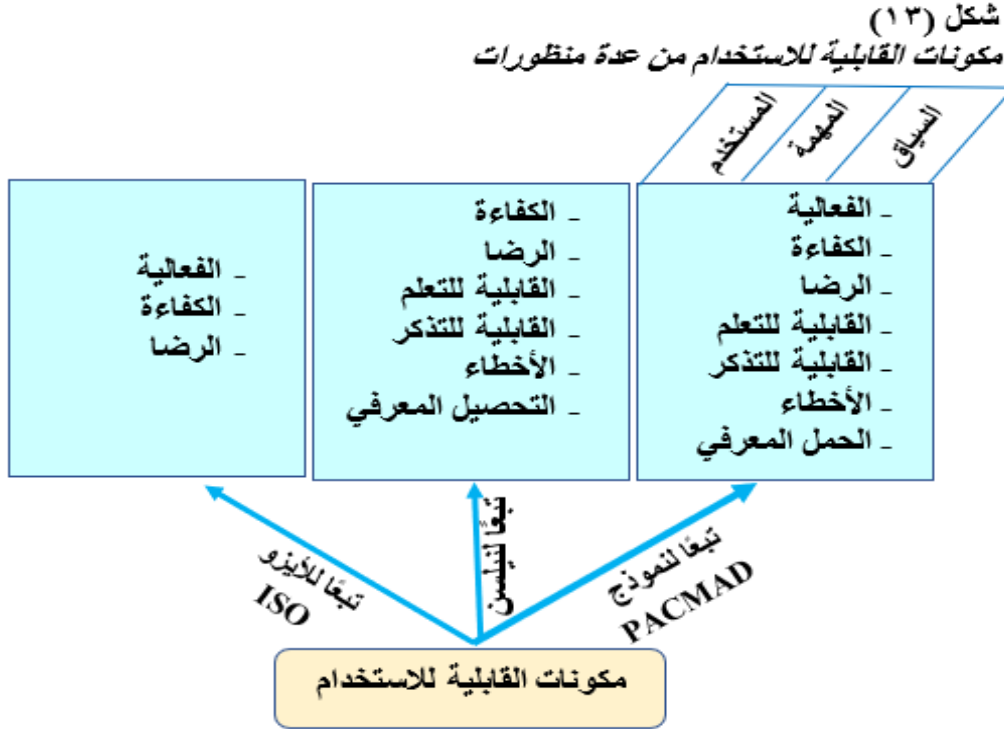 شكل (١٣)
مكونات القابلية للاستخدام من عدة منظورات
السياق
المهمة
المستخدم
- الفعالية
- الكفاءة
- الرضا
- القابلية للتعلم
- القابلية للتذكر
- الأخطاء
- الحمل المعرفي
- الكفاءة
- الرضا
- القابلية للتعلم
- القابلية للتذكر
- الأخطاء
- التحصيل المعرفي
- الفعالية
- الكفاءة
- الرضا
تبعًا لنموذج
PACMAD
تبعًا لنيلسن
تبعًا للأيزو
ISO
مكونات القابلية للاستخدام